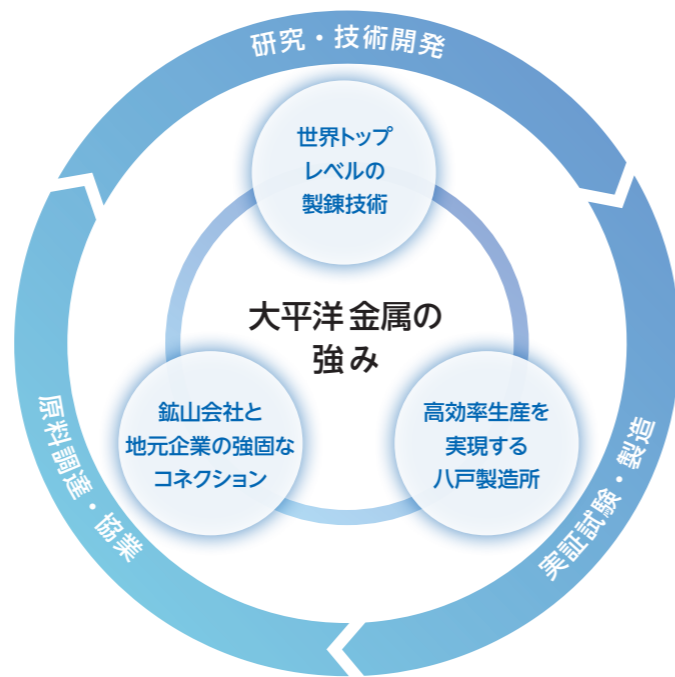 研究・技術開発
世界トップ
レベルの
製錬技術
大平洋金属の
強み
鉱山会社と
地元企業の強固な
コネクション
高効率生産を
実現する
八戸製造所
原料調達・協業
実証試験・製造